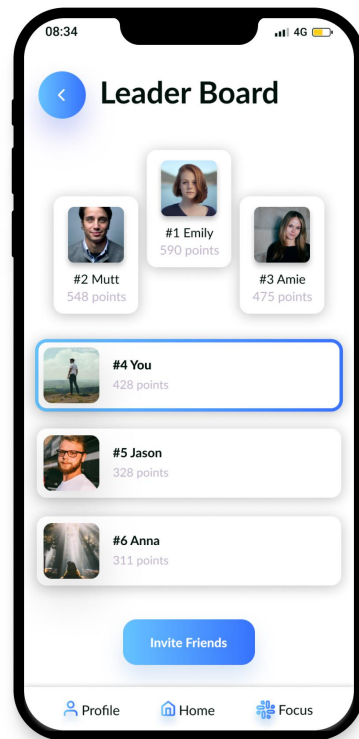 08:34
4G
Leader Board
#1 Emily
590 points
#2 Mutt
548 points
#3 Amie
475 points
#4 You
428 points
#5 Jason
328 points
#6 Anna
311 points
Invite Friends
Profile
Home
Focus